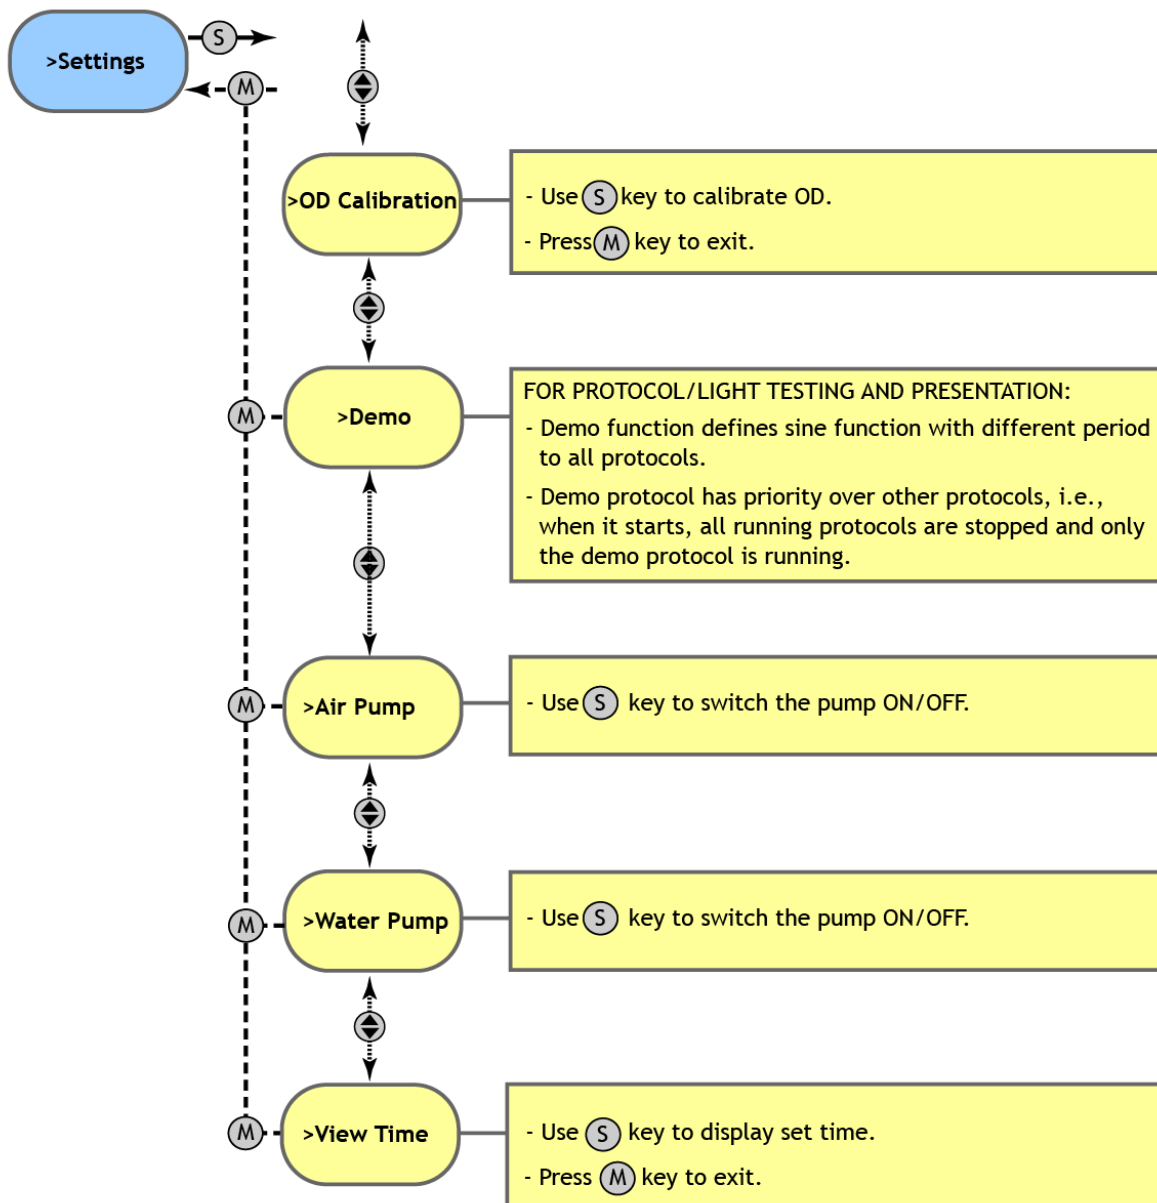 >Settings
S
M
>OD Calibration
- Use S key to calibrate OD.
- Press M key to exit.
M
>Demo
FOR PROTOCOL/LIGHT TESTING AND PRESENTATION:
- Demo function defines sine function with different period
to all protocols.
- Demo protocol has priority over other protocols, i.e.,
when it starts, all running protocols are stopped and only
the demo protocol is running.
M
>Air Pump
- Use S key to switch the pump ON/OFF.
M
>Water Pump
- Use S key to switch the pump ON/OFF.
M
>View Time
- Use S key to display set time.
- Press M key to exit.